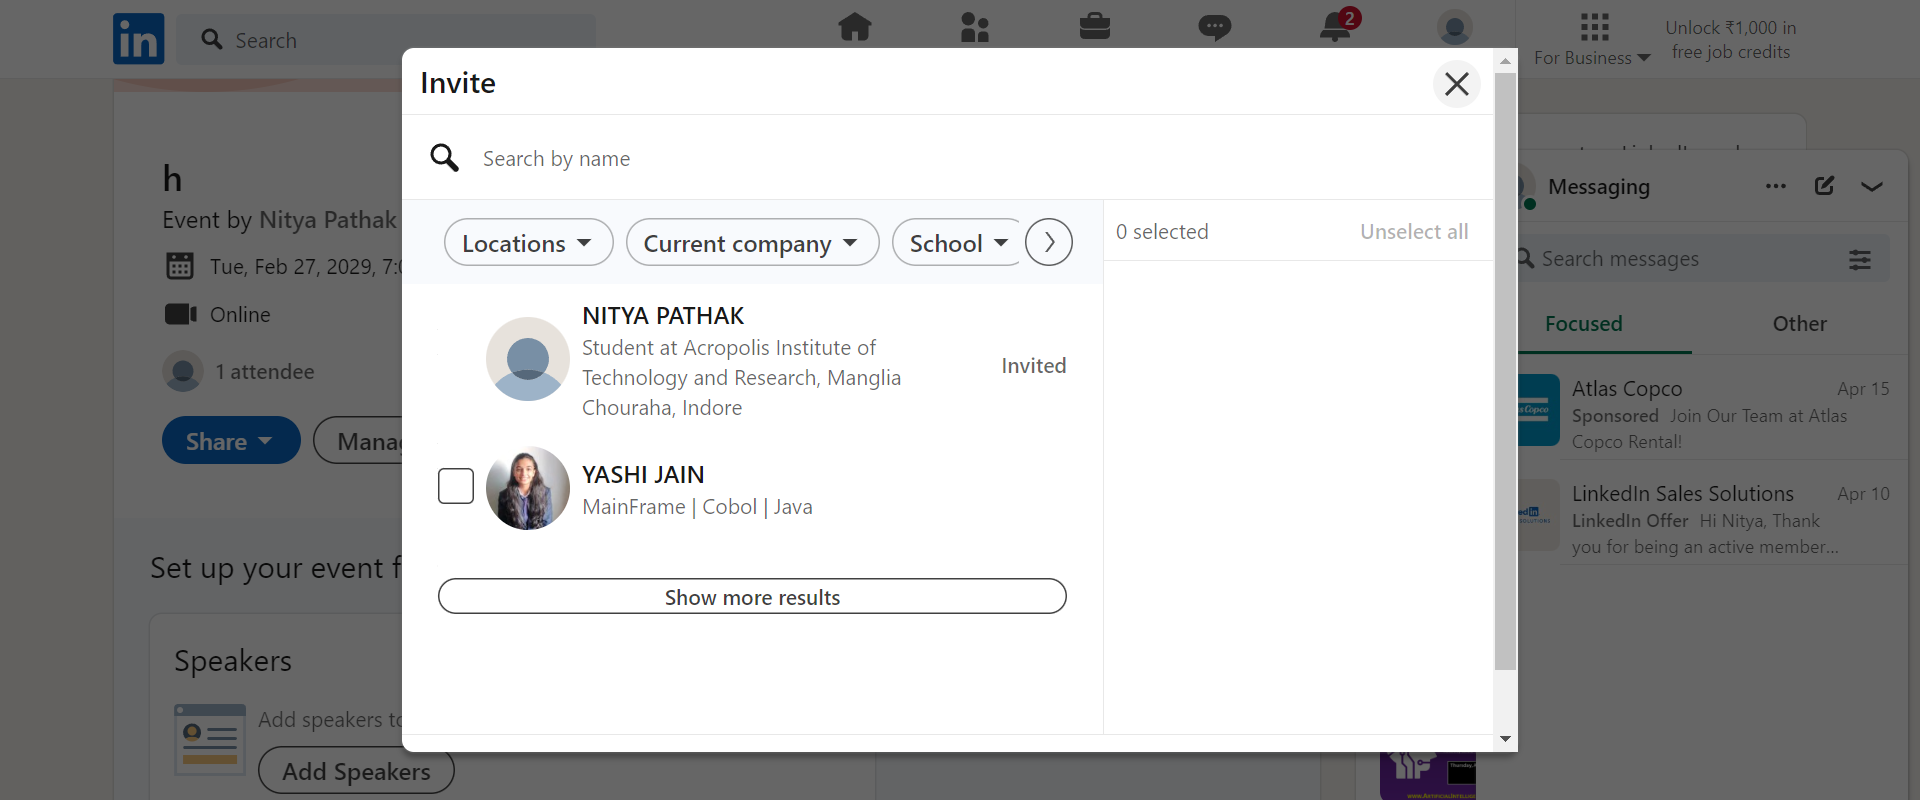 in
Search
2
For Business
Unlock ₹1,000 in
free job credits
Invite
Search by name
Locations
Current company
School
0 selected
Unselect all
NITYA PATHAK
Student at Acropolis Institute of
Technology and Research, Manglia
Chouraha, Indore
Invited
YASHI JAIN
MainFrame | Cobol | Java
Show more results
h
Event by Nitya Pathak
Tue, Feb 27, 2029, 7:0
Online
1 attendee
Share
Manag
Set up your event f
Speakers
Add speakers to
Add Speakers
Messaging
Search messages
Focused
Other
Atlas Copco
Apr 15
Sponsored Join Our Team at Atlas
Copco Rental!
LinkedIn Sales Solutions
Apr 10
LinkedIn Offer Hi Nitya, Thank
you for being an active member...